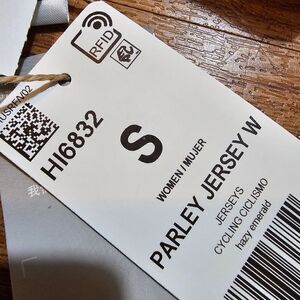 RFID
HI6832
S
WOMEN / MUJER
PARLEY JERSEY W
JERSEYS
CYCLING CICLISMO
hazy emerald